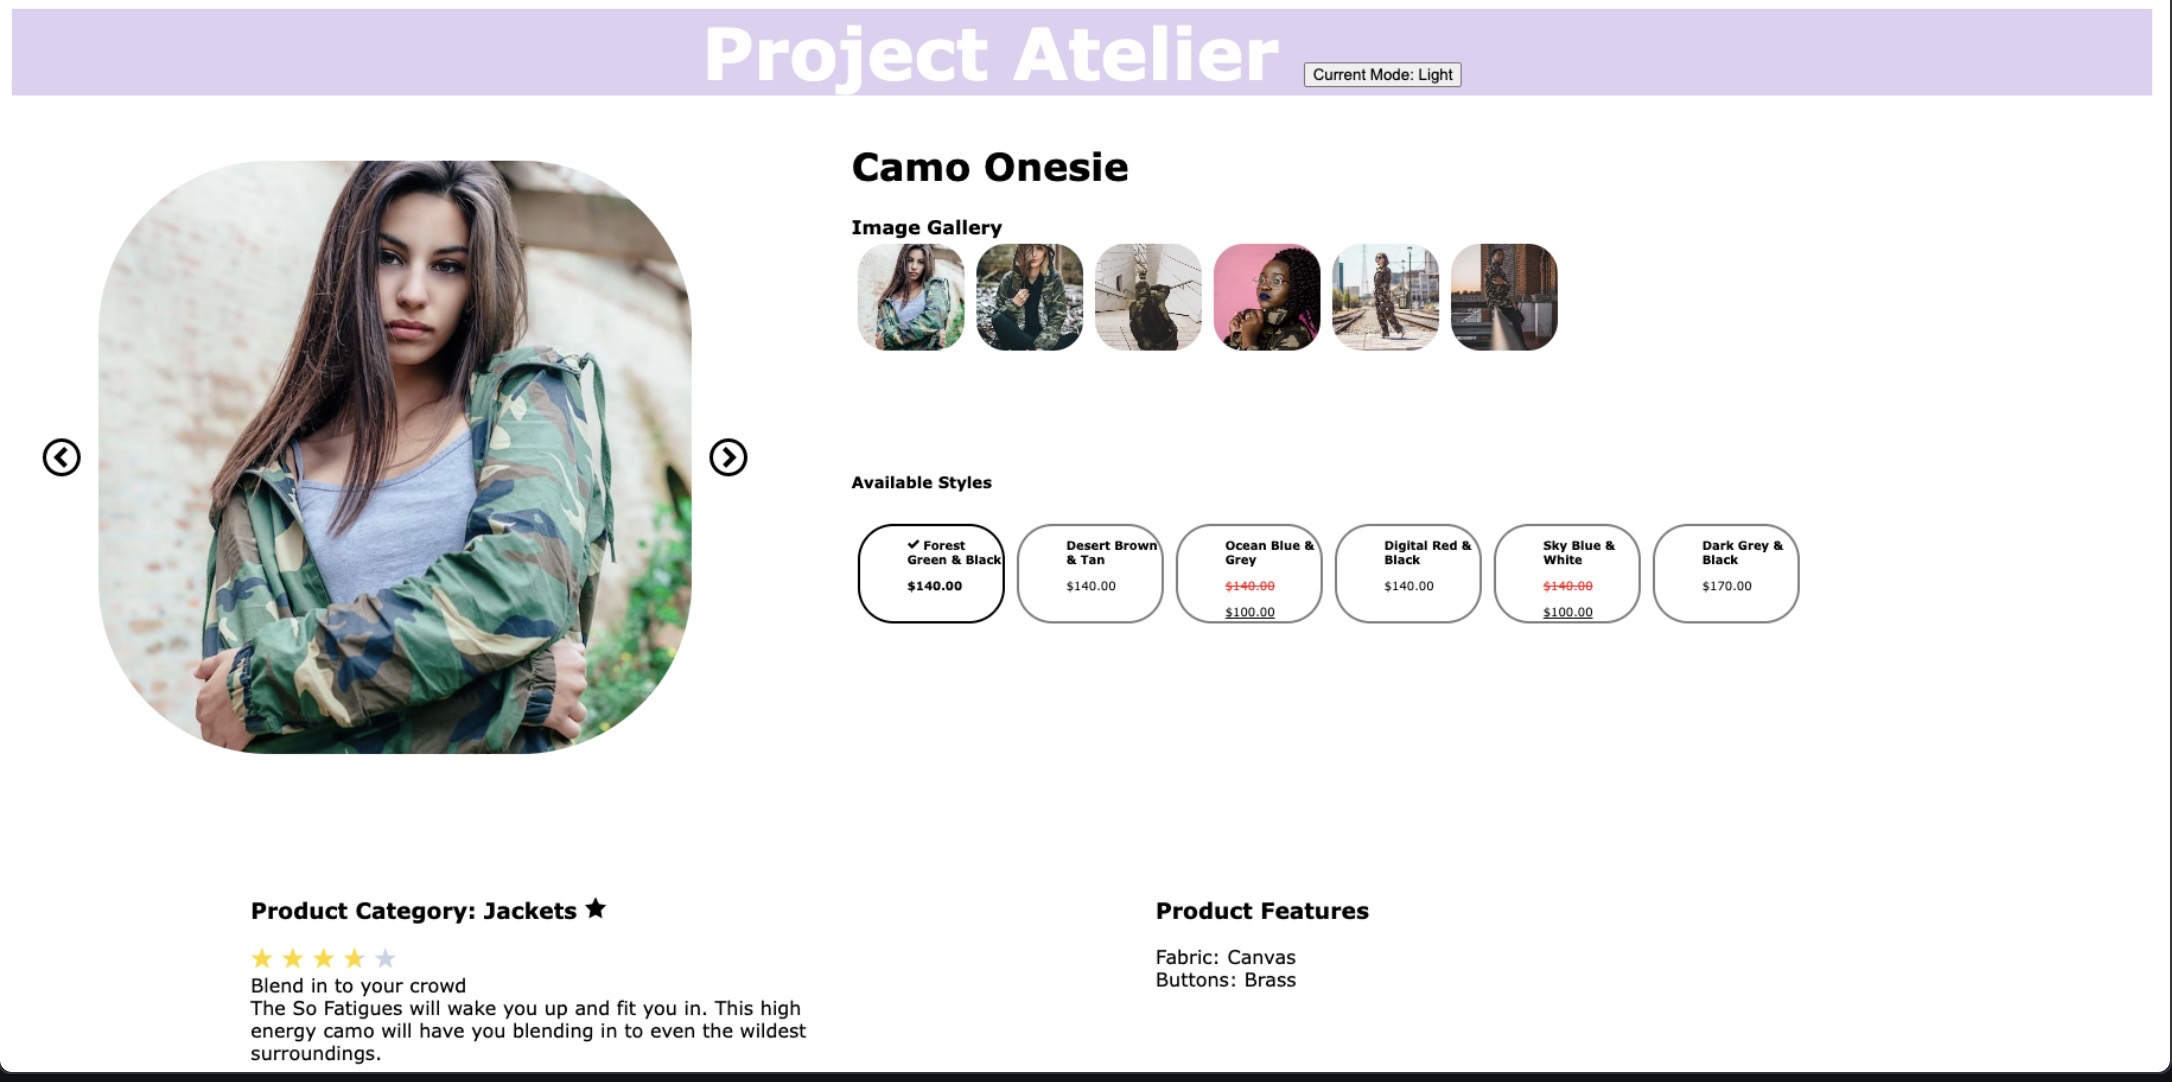 Project Atelier
Current Mode: Light
Camo Onesie
Image Gallery
Available Styles
Forest
Green & Black
$140.00
Desert Brown
& Tan
$140.00
Ocean Blue &
Grey
$140.00
$100.00
Digital Red &
Black
$140.00
Sky Blue &
White
$140.00
$100.00
Dark Grey &
Black
$170.00
Product Category: Jackets
Blend in to your crowd
The So Fatigues will wake you up and fit you in. This high
energy camo will have you blending in to even the wildest
surroundings.
Product Features
Fabric: Canvas
Buttons: Brass